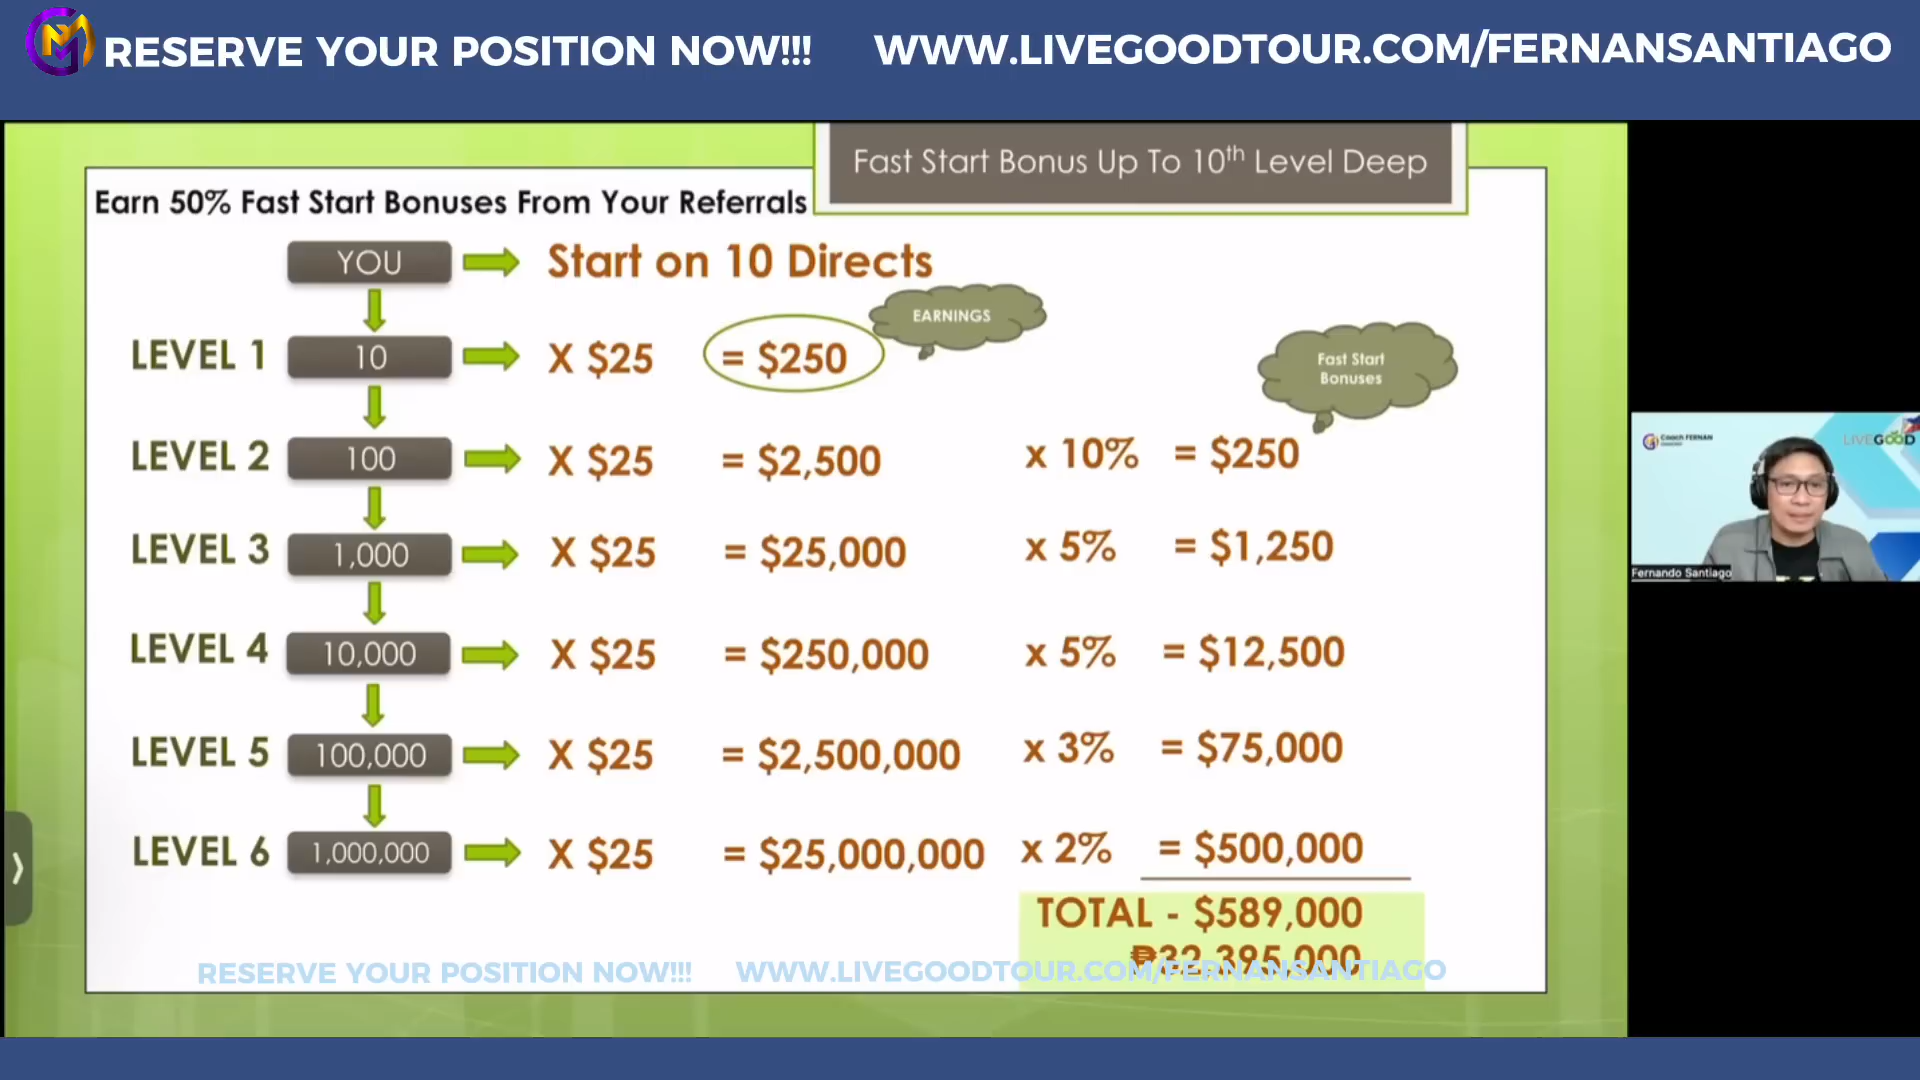 RESERVE YOUR POSITION NOW!!! WWW.LIVEGOODTOUR.COM/FERNANSANTIAGO
Fast Start Bonus Up To 10th Level Deep
Earn 50% Fast Start Bonuses From Your Referrals
YOU Start on 10 Directs
EARNINGS
LEVEL 1 10 X $25 = $250
Fast Start
Bonuses
LEVEL 2 100 X $25 = $2,500 x 10% = $250
LEVEL 3 1,000 X $25 = $25,000 x 5% = $1,250
LEVEL 4 10,000 X $25 = $250,000 x 5% = $12,500
LEVEL 5 100,000 X $25 = $2,500,000 x 3% = $75,000
LEVEL 6 1,000,000 X $25 = $25,000,000 x 2% = $500,000
TOTAL - $589,000
₱32,395,000
RESERVE YOUR POSITION NOW!!! WWW.LIVEGOODTOUR.COM/FERNANSANTIAGO
Coach FERNAN
LIVEGOOD
Fernando Santiago